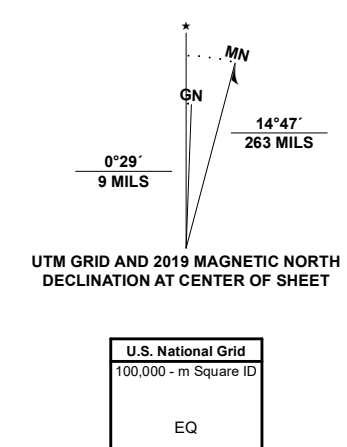 ★
MN
GN
14°47´
263 MILS
0°29´
9 MILS
UTM GRID AND 2019 MAGNETIC NORTH
DECLINATION AT CENTER OF SHEET
U.S. National Grid
100,000 - m Square ID
EQ